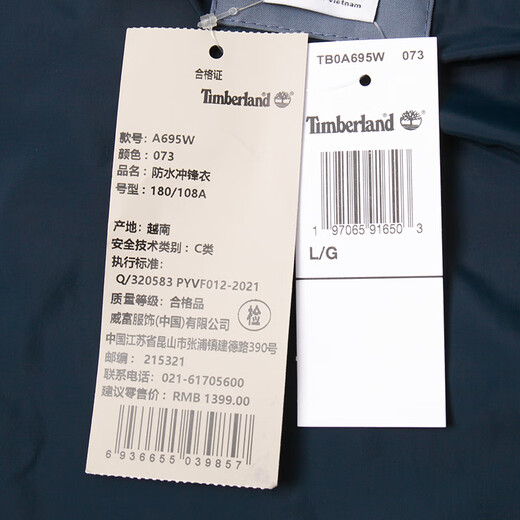 Vietnam
合格证
Timberland
款号: A695W
颜色: 073
品名: 防水冲锋衣
号型: 180/108A
产地: 越南
安全技术类别: C类
执行标准:
Q/320583 PYVF012-2021
质量等级: 合格品
威富服饰(中国)有限公司
检
中国江苏省昆山市张浦镇建德路390号
邮编: 215321
联系电话: 021-61705600
建议零售价: RMB 1399.00
6 936655 039857
TB0A695W 073
Timberland
1 97065 91650 3
L/G